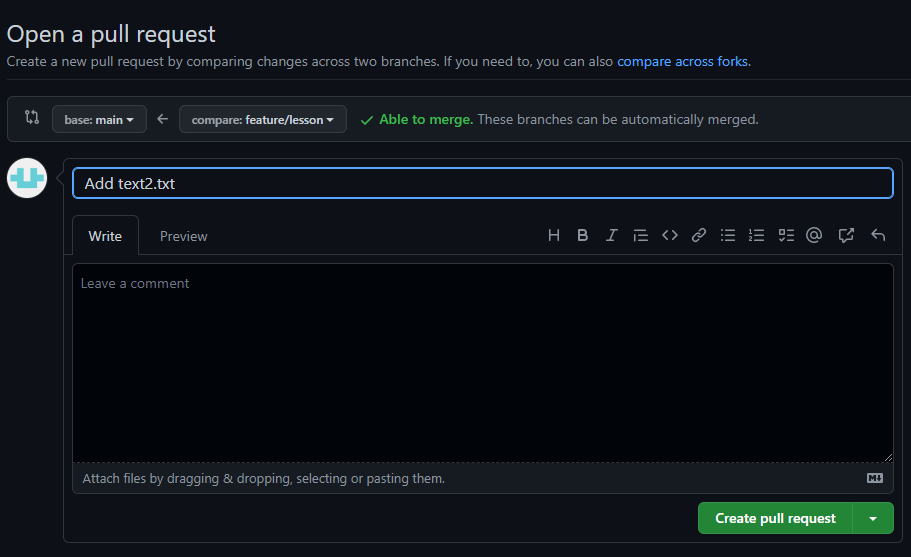 Open a pull request
Create a new pull request by comparing changes across two branches. If you need to, you can also compare across forks.
base: main compare: feature/lesson Able to merge. These branches can be automatically merged.
Add text2.txt
Write Preview
Leave a comment
Attach files by dragging & dropping, selecting or pasting them.
Create pull request